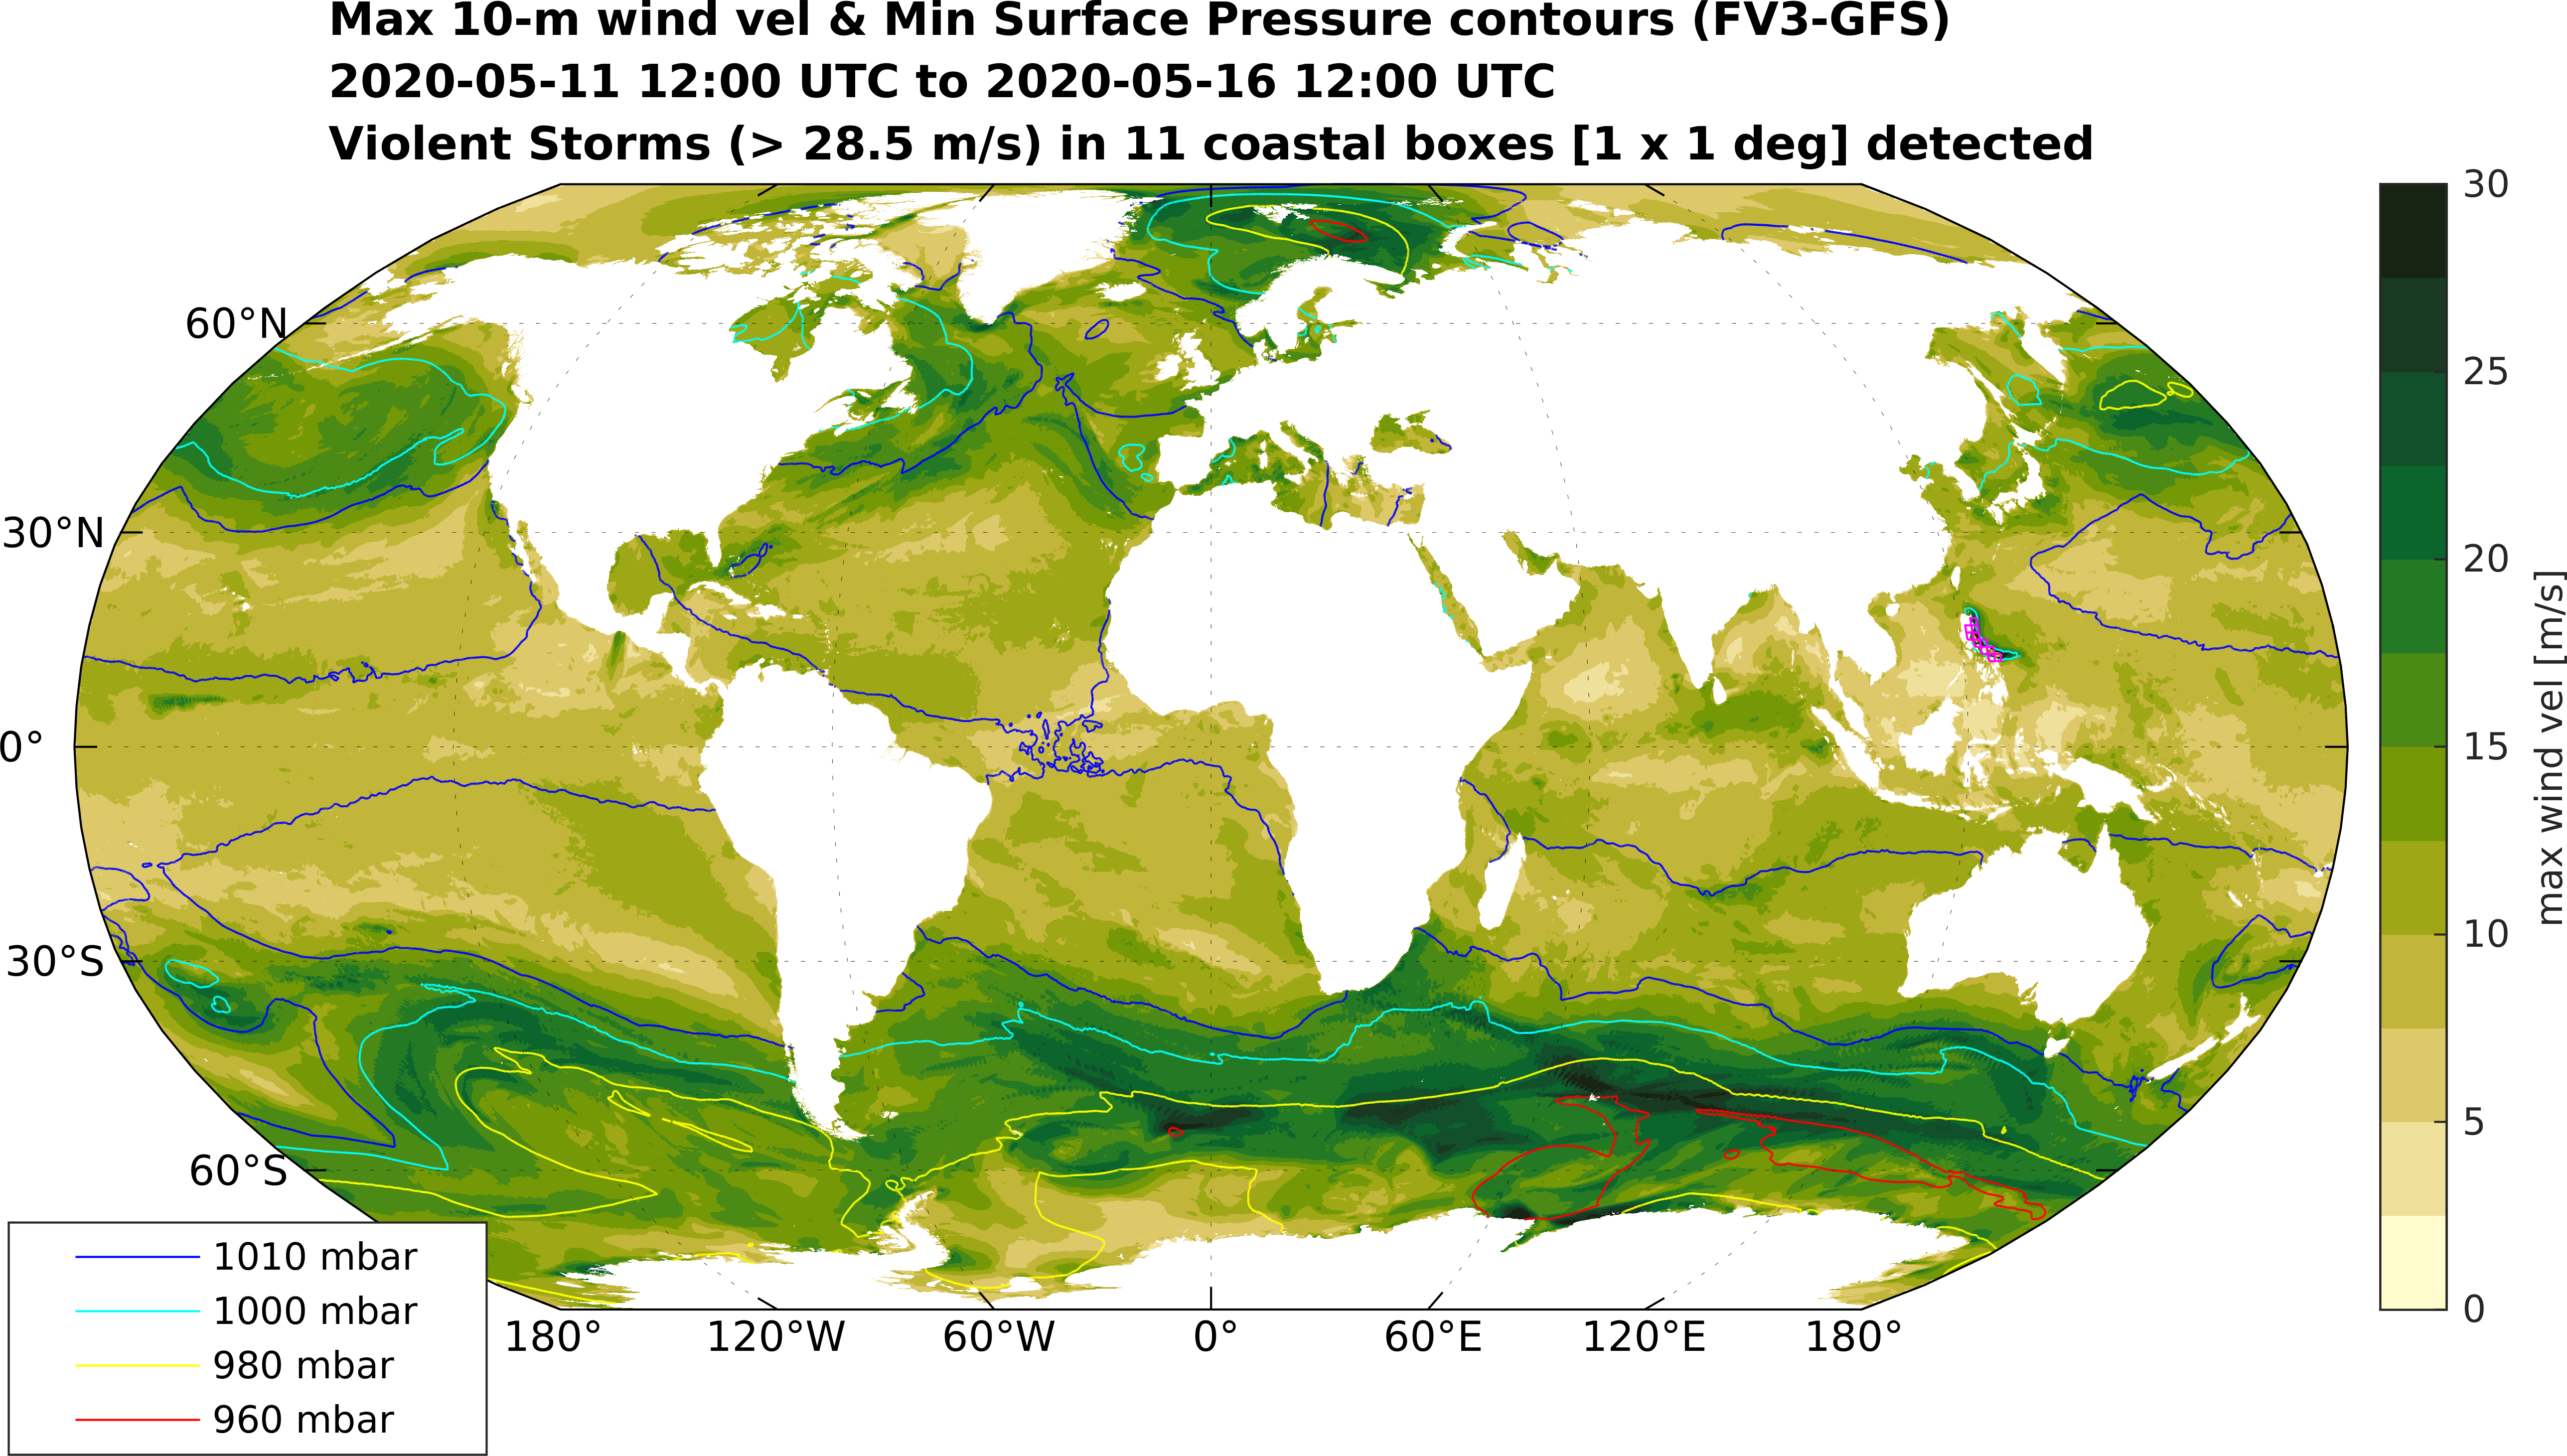 Max 10-m wind vel & Min Surface Pressure contours (FV3-GFS)
2020-05-11 12:00 UTC to 2020-05-16 12:00 UTC
Violent Storms (> 28.5 m/s) in 11 coastal boxes [1 x 1 deg] detected
60°N
30°N
0°
30°S
60°S
180°
120°W
60°W
0°
60°E
120°E
180°
1010 mbar
1000 mbar
980 mbar
960 mbar
30
25
20
15
10
5
0
max wind vel [m/s]